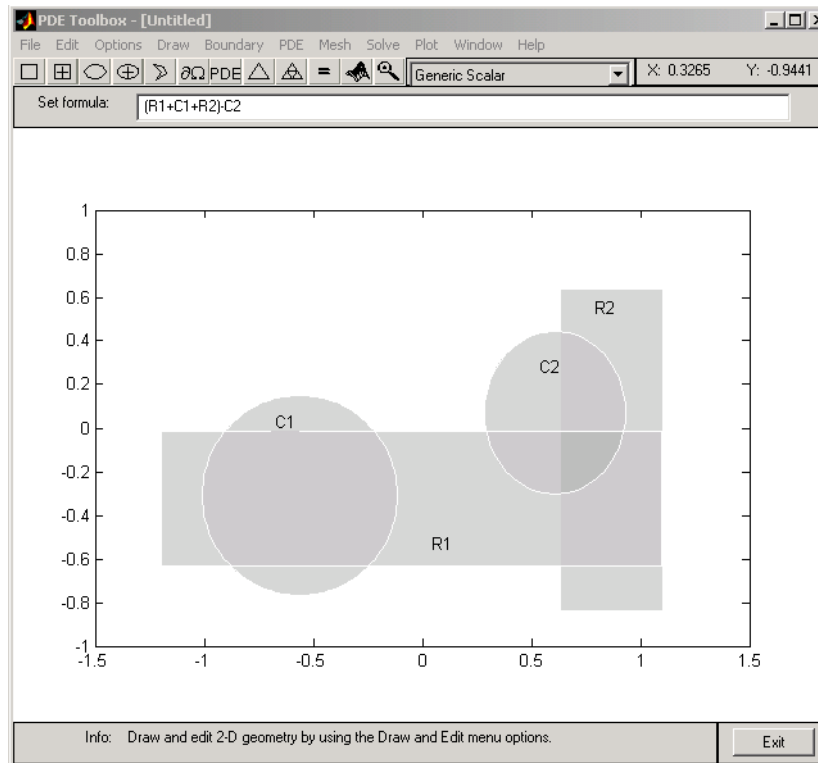 PDE Toolbox - [Untitled]
File Edit Options Draw Boundary PDE Mesh Solve Plot Window Help
∂Ω PDE = Generic Scalar X: 0.3265 Y: -0.9441
Set formula: (R1+C1+R2)-C2
1
0.8
0.6
0.4
0.2
0
-0.2
-0.4
-0.6
-0.8
-1
R2
C2
C1
R1
-1.5 -1 -0.5 0 0.5 1 1.5
Info: Draw and edit 2-D geometry by using the Draw and Edit menu options. Exit